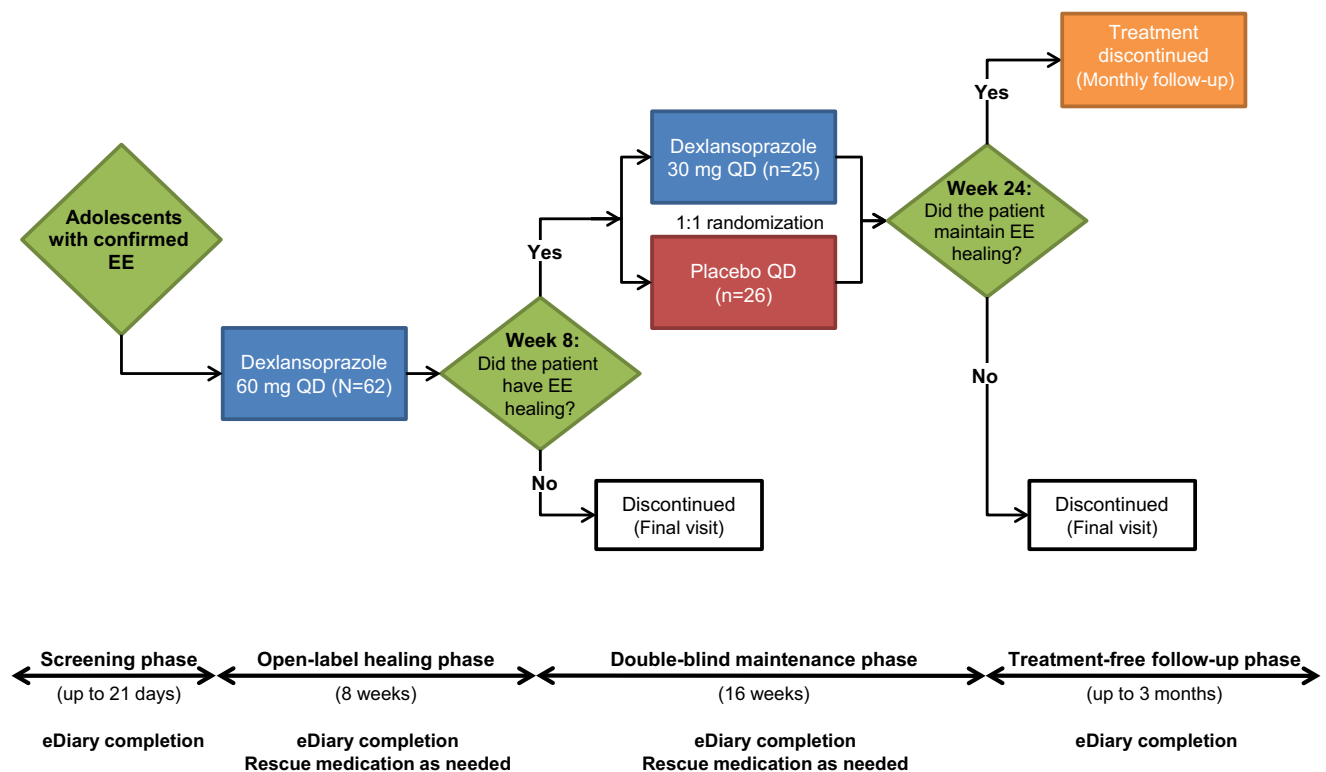 Adolescents
with confirmed
EE
Dexlansoprazole
60 mg QD (N=62)
Week 8:
Did the patient
have EE
healing?
Yes
No
Discontinued
(Final visit)
Dexlansoprazole
30 mg QD (n=25)
1:1 randomization
Placebo QD
(n=26)
Week 24:
Did the patient
maintain EE
healing?
Yes
Treatment
discontinued
(Monthly follow-up)
No
Discontinued
(Final visit)
Screening phase
(up to 21 days)
eDiary completion
Open-label healing phase
(8 weeks)
eDiary completion
Rescue medication as needed
Double-blind maintenance phase
(16 weeks)
eDiary completion
Rescue medication as needed
Treatment-free follow-up phase
(up to 3 months)
eDiary completion